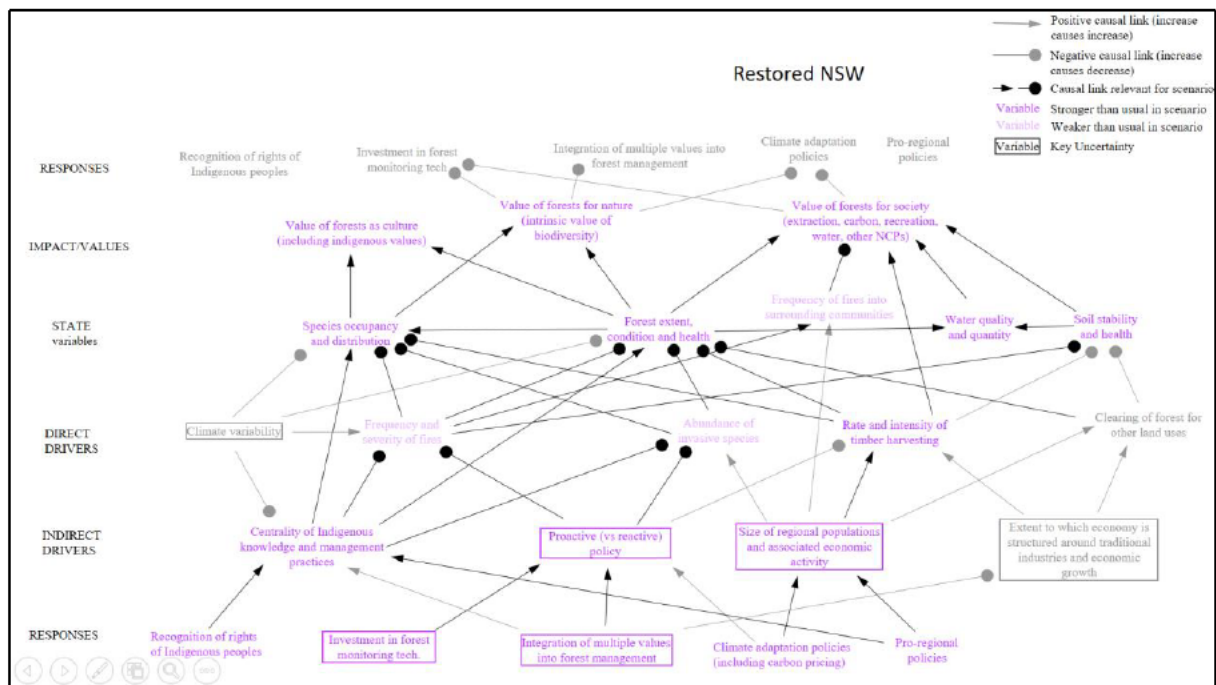 Positive causal link (increase
causes increase)
Negative causal link (increase
causes decrease)
Restored NSW
Causal link relevant for scenario
Variable Stronger than usual in scenario
Variable Weaker than usual in scenario
Variable Key Uncertainty
RESPONSES
Recognition of rights of
Indigenous peoples
Investment in forest
monitoring tech
Integration of multiple values into
forest management
Climate adaptation
policies
Pro-regional
policies
IMPACT/VALUES
Value of forests as culture
(including indigenous values)
Value of forests for nature
(intrinsic value of
biodiversity)
Value of forests for society
(extraction, carbon, recreation,
water, other NCPs)
STATE
variables
Species occupancy
and distribution
Forest extent,
condition and health
Frequency of fires into
surrounding communities
Water quality
and quantity
Soil stability
and health
DIRECT
DRIVERS
Climate variability
Frequency and
severity of fires
Abundance of
invasive species
Rate and intensity of
timber harvesting
Clearing of forest for
other land uses
INDIRECT
DRIVERS
Centrality of Indigenous
knowledge and management
practices
Proactive (vs reactive)
policy
Size of regional populations
and associated economic
activity
Extent to which economy is
structured around traditional
industries and economic
growth
RESPONSES
Recognition of rights
of Indigenous peoples
Investment in forest
monitoring tech.
Integration of multiple values
into forest management
Climate adaptation policies
(including carbon pricing)
Pro-regional
policies